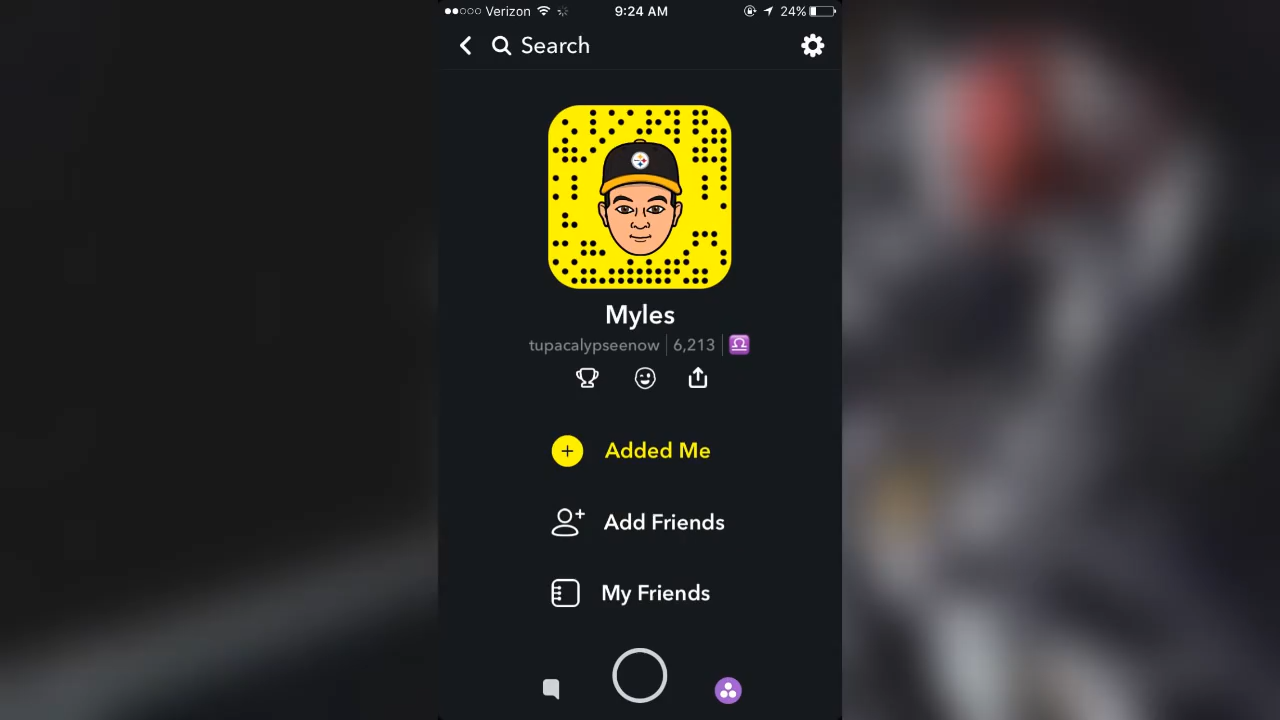 Verizon 9:24 AM 24%
Search
Myles
tupacalypseenow 6,213
Added Me
Add Friends
My Friends